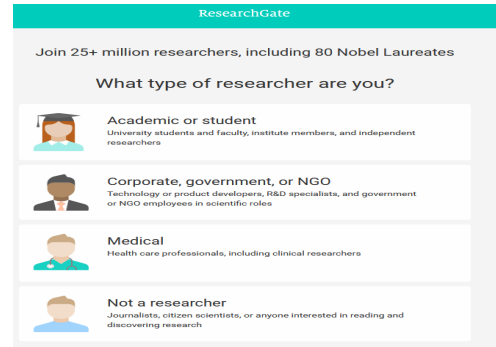 ResearchGate
Join 25+ million researchers, including 80 Nobel Laureates
What type of researcher are you?
Academic or student
University students and faculty, institute members, and independent
researchers
Corporate, government, or NGO
Technology or product developers, R&D specialists, and government
or NGO employees in scientific roles
Medical
Health care professionals, including clinical researchers
Not a researcher
Journalists, citizen scientists, or anyone interested in reading and
discovering research